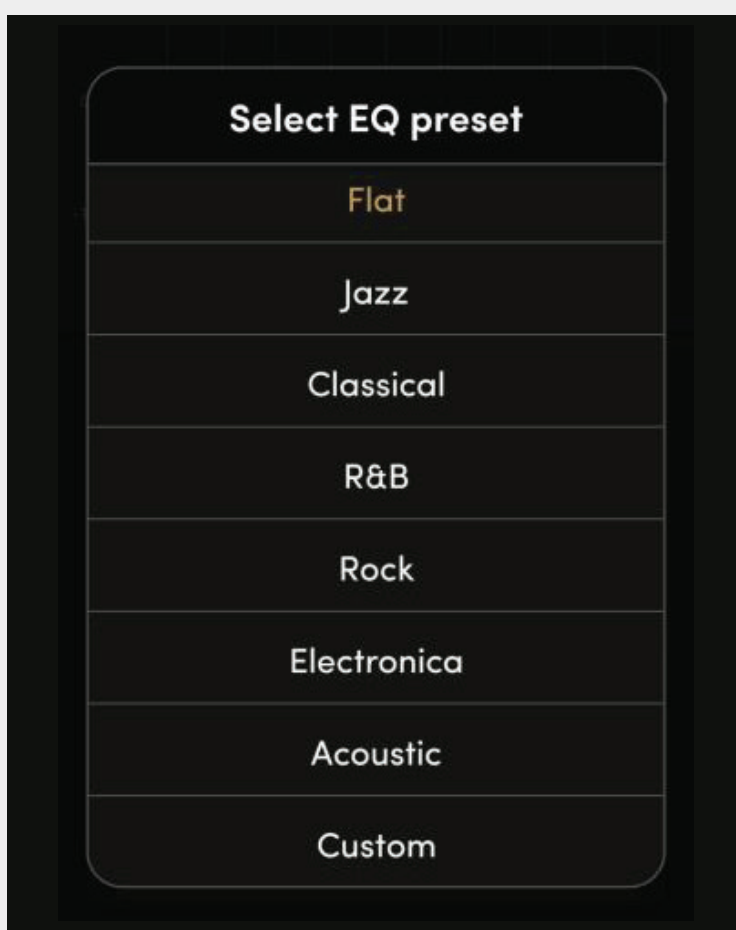 Select EQ preset
Flat
Jazz
Classical
R&B
Rock
Electronica
Acoustic
Custom